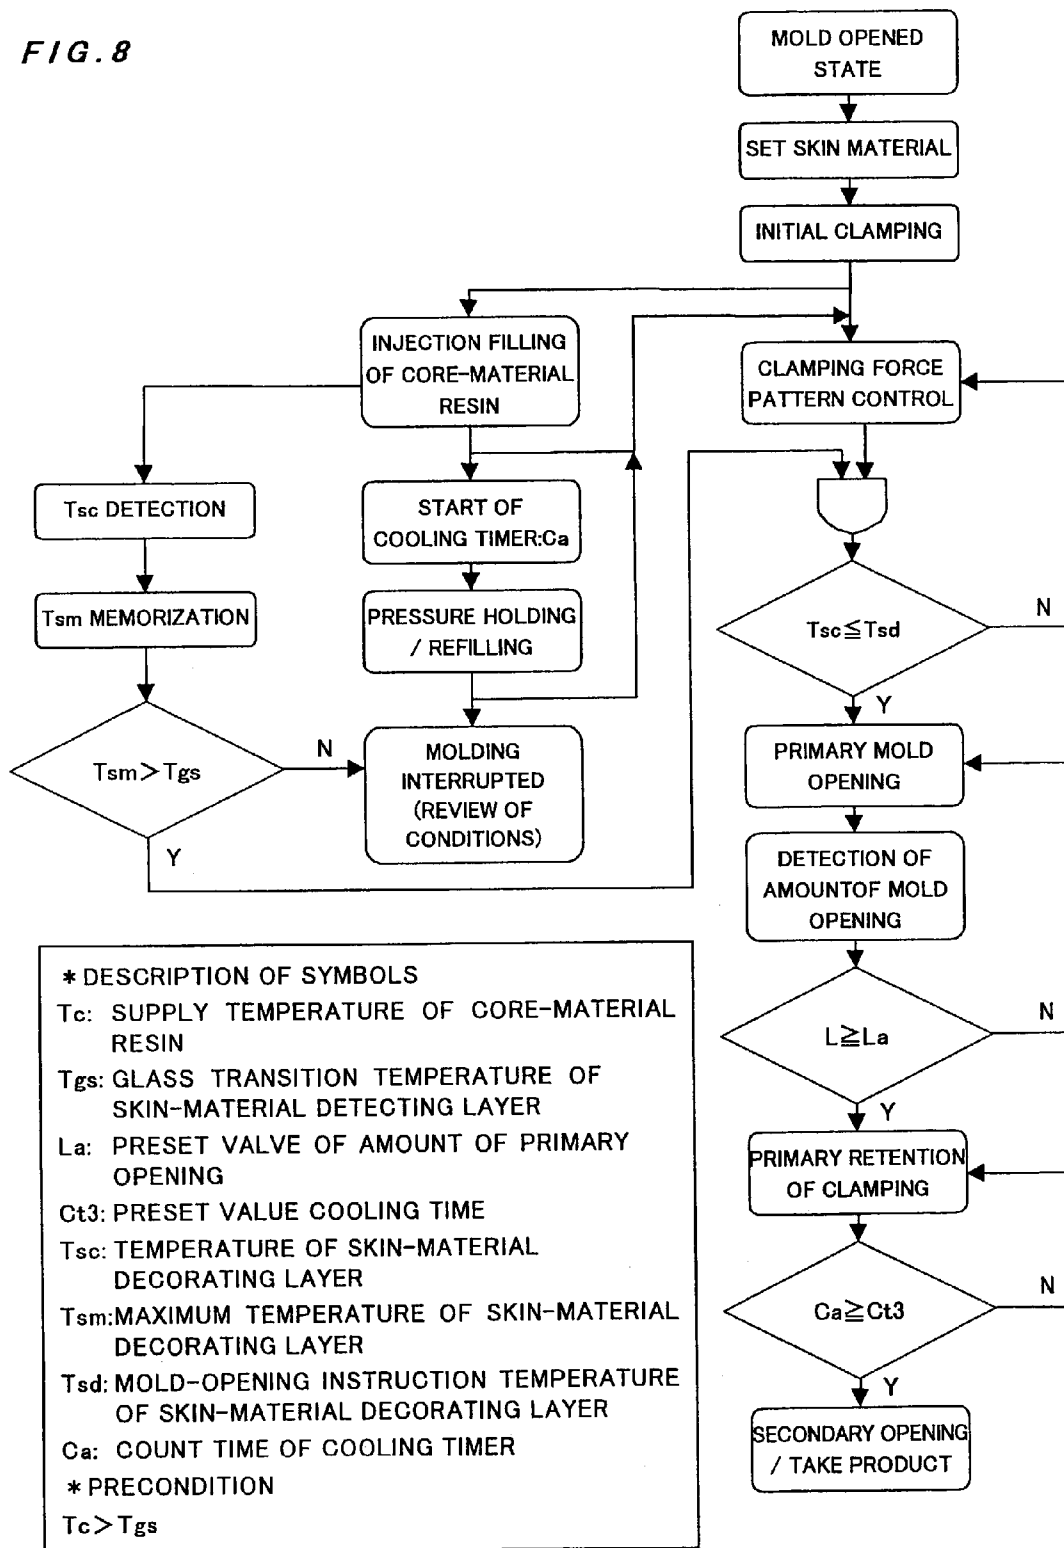 FIG.8
MOLD OPENED
STATE
SET SKIN MATERIAL
INITIAL CLAMPING
INJECTION FILLING
OF CORE-MATERIAL
RESIN
CLAMPING FORCE
PATTERN CONTROL
Tsc DETECTION
START OF
COOLING TIMER:Ca
Tsm MEMORIZATION
PRESSURE HOLDING
/ REFILLING
Tsc≦Tsd
N
Y
Tsm>Tgs
N
Y
MOLDING
INTERRUPTED
(REVIEW OF
CONDITIONS)
PRIMARY MOLD
OPENING
DETECTION OF
AMOUNTOF MOLD
OPENING
L≧La
N
Y
PRIMARY RETENTION
OF CLAMPING
Ca≧Ct3
N
Y
SECONDARY OPENING
/ TAKE PRODUCT
* DESCRIPTION OF SYMBOLS
Tc: SUPPLY TEMPERATURE OF CORE-MATERIAL
RESIN
Tgs: GLASS TRANSITION TEMPERATURE OF
SKIN-MATERIAL DETECTING LAYER
La: PRESET VALVE OF AMOUNT OF PRIMARY
OPENING
Ct3: PRESET VALUE COOLING TIME
Tsc: TEMPERATURE OF SKIN-MATERIAL
DECORATING LAYER
Tsm:MAXIMUM TEMPERATURE OF SKIN-MATERIAL
DECORATING LAYER
Tsd: MOLD-OPENING INSTRUCTION TEMPERATURE
OF SKIN-MATERIAL DECORATING LAYER
Ca: COUNT TIME OF COOLING TIMER
* PRECONDITION
Tc>Tgs